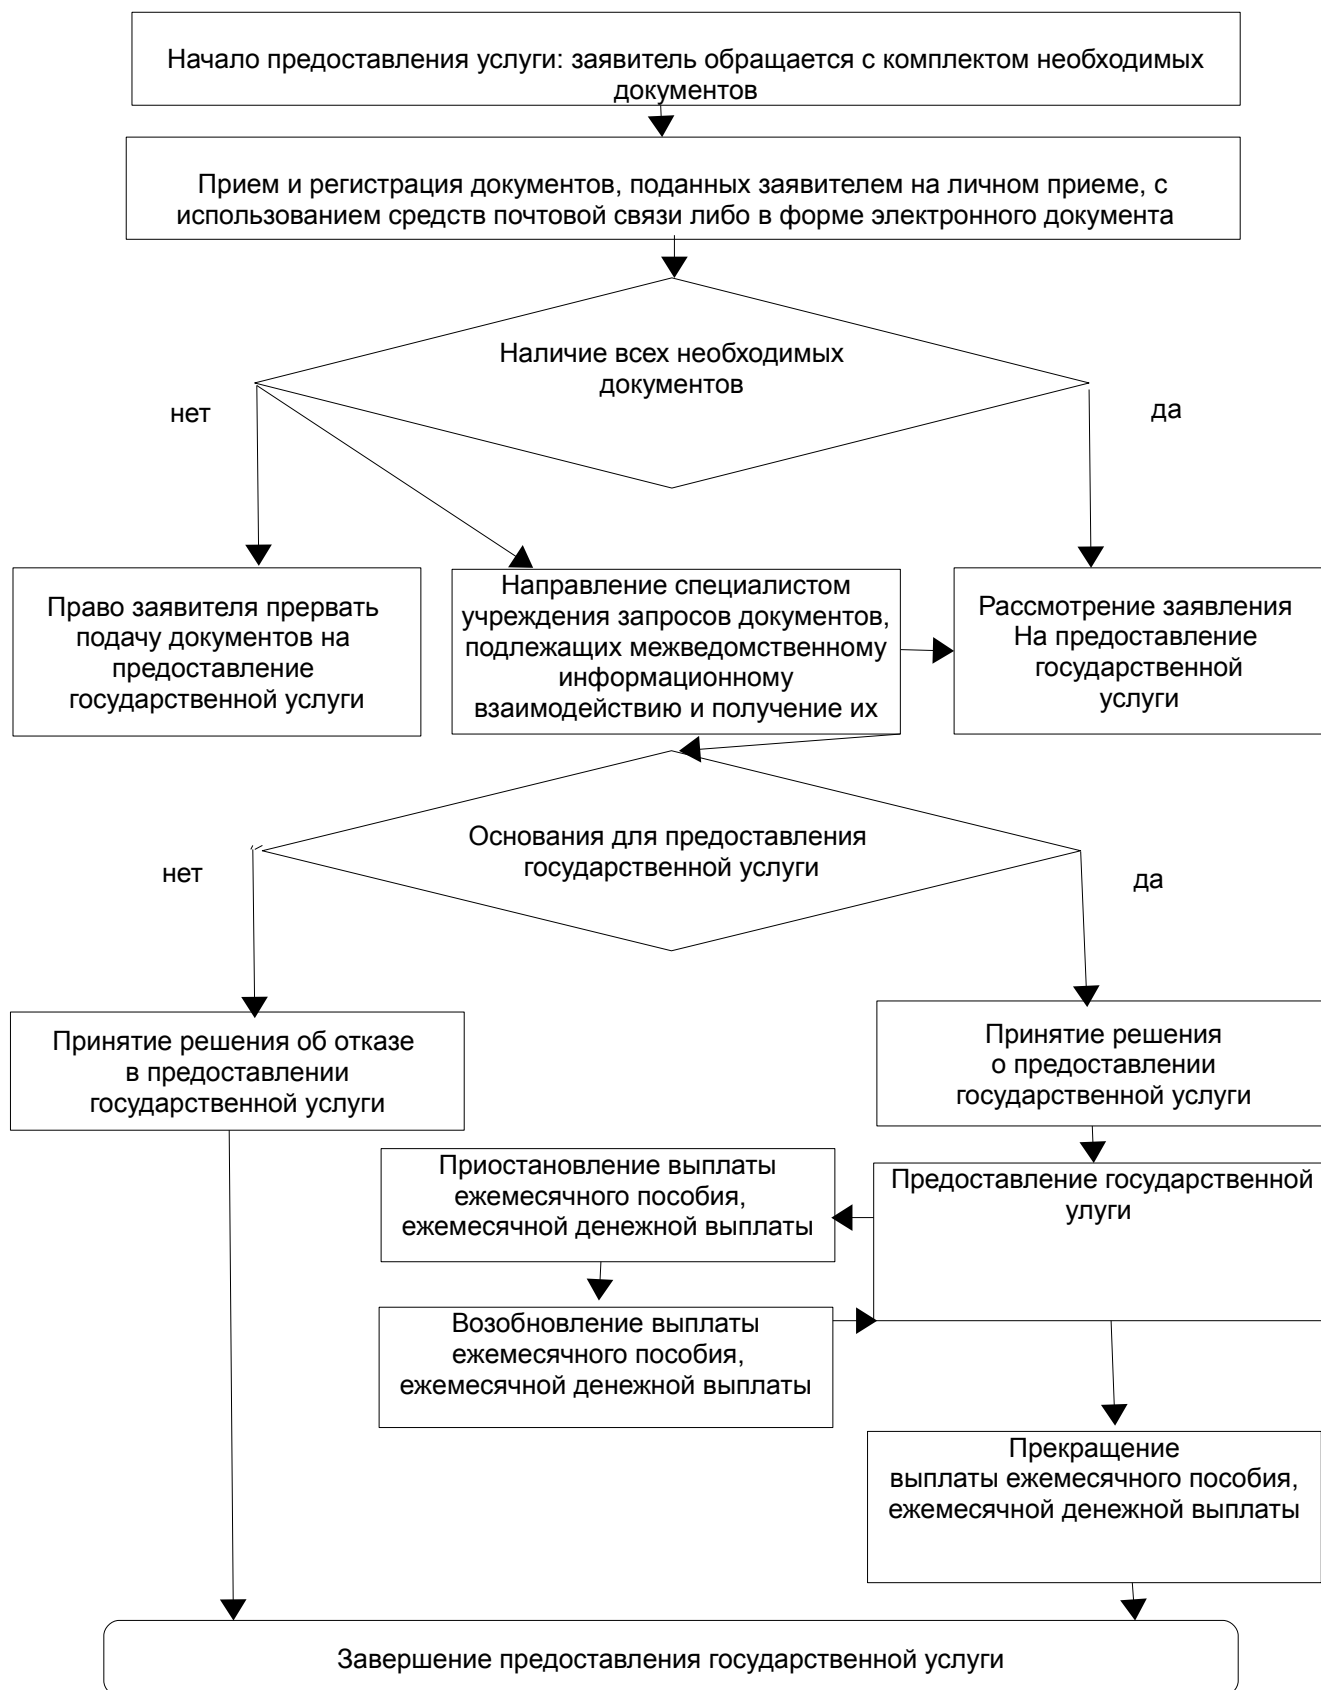 Начало предоставления услуги: заявитель обращается с комплектом необходимых
документов
Прием и регистрация документов, поданных заявителем на личном приеме, с
использованием средств почтовой связи либо в форме электронного документа
Наличие всех необходимых
документов
нет
да
Право заявителя прервать
подачу документов на
предоставление
государственной услуги
Направление специалистом
учреждения запросов документов,
подлежащих межведомственному
информационному
взаимодействию и получение их
Рассмотрение заявления
На предоставление
государственной
услуги
Основания для предоставления
государственной услуги
нет
да
Принятие решения об отказе
в предоставлении
государственной услуги
Принятие решения
о предоставлении
государственной услуги
Приостановление выплаты
ежемесячного пособия,
ежемесячной денежной выплаты
Предоставление государственной
улуги
Возобновление выплаты
ежемесячного пособия,
ежемесячной денежной выплаты
Прекращение
выплаты ежемесячного пособия,
ежемесячной денежной выплаты
Завершение предоставления государственной услуги